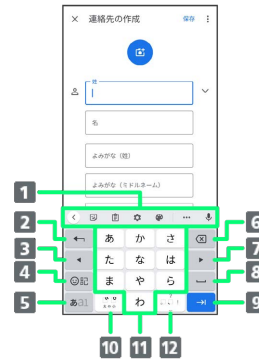 × 連絡先の作成 保存
姓
名
よみがな（姓）
よみがな（ミドルネーム）
1
2 あ か さ 6
3 た な は 7
4 ☺記 ま や ら 8
5 あa1 わ 9
10 11 12